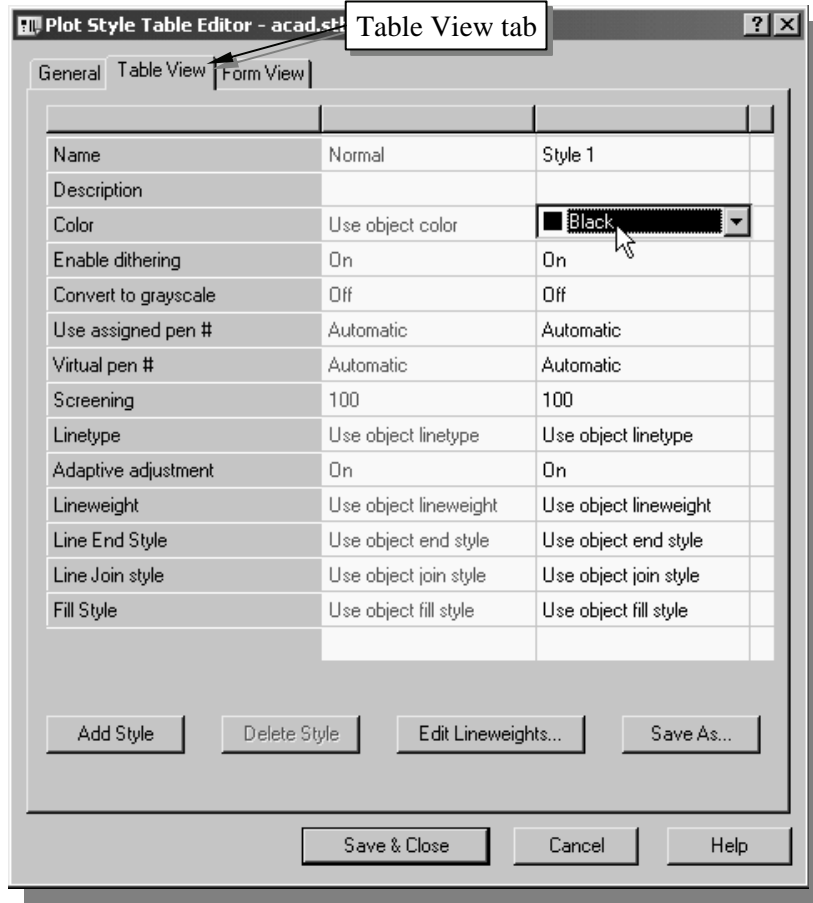 Plot Style Table Editor - acad.st
Table View tab
General Table View Form View
Name Normal Style 1
Description
Color Use object color Black
Enable dithering On On
Convert to grayscale Off Off
Use assigned pen # Automatic Automatic
Virtual pen # Automatic Automatic
Screening 100 100
Linetype Use object linetype Use object linetype
Adaptive adjustment On On
Lineweight Use object lineweight Use object lineweight
Line End Style Use object end style Use object end style
Line Join style Use object join style Use object join style
Fill Style Use object fill style Use object fill style
Add Style Delete Style Edit Lineweights... Save As...
Save & Close Cancel Help